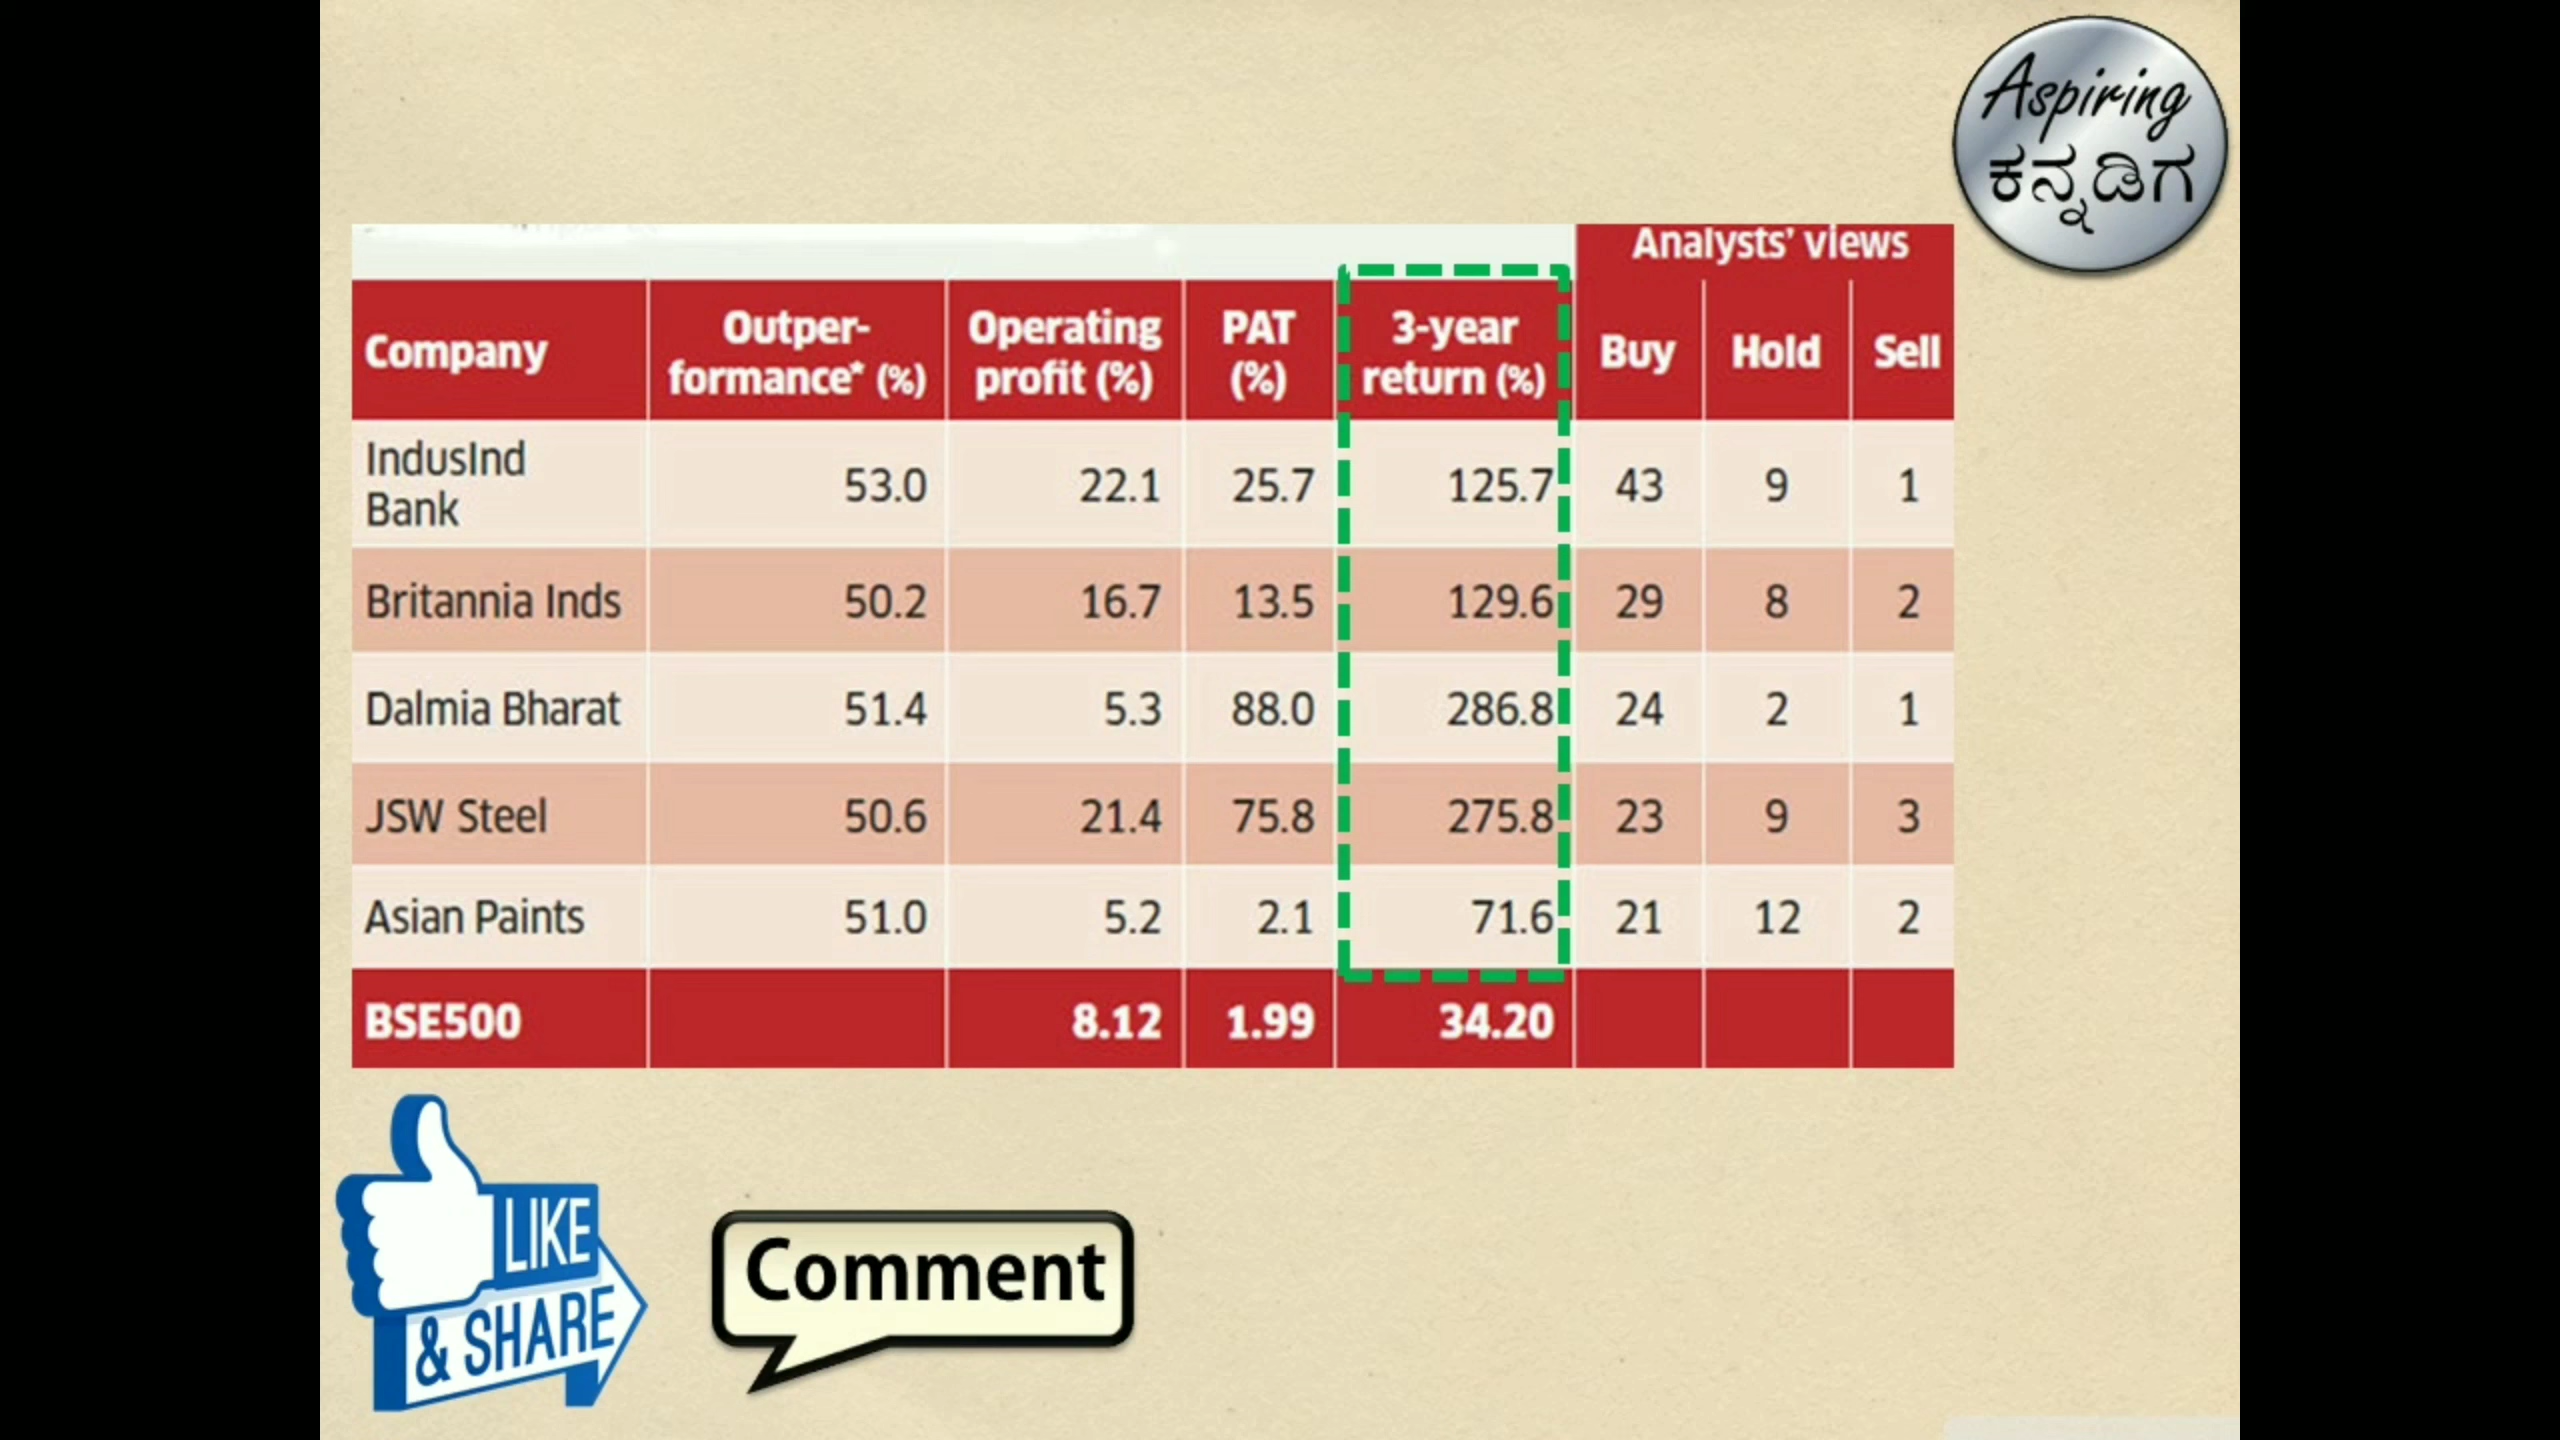 Aspiring
ಕನ್ನಡಿಗ
Analysts' views
Company Outper-formance* (%) Operating profit (%) PAT (%) 3-year return (%) Buy Hold Sell
IndusInd Bank 53.0 22.1 25.7 125.7 43 9 1
Britannia Inds 50.2 16.7 13.5 129.6 29 8 2
Dalmia Bharat 51.4 5.3 88.0 286.8 24 2 1
JSW Steel 50.6 21.4 75.8 275.8 23 9 3
Asian Paints 51.0 5.2 2.1 71.6 21 12 2
BSE500 8.12 1.99 34.20
LIKE
& SHARE
Comment